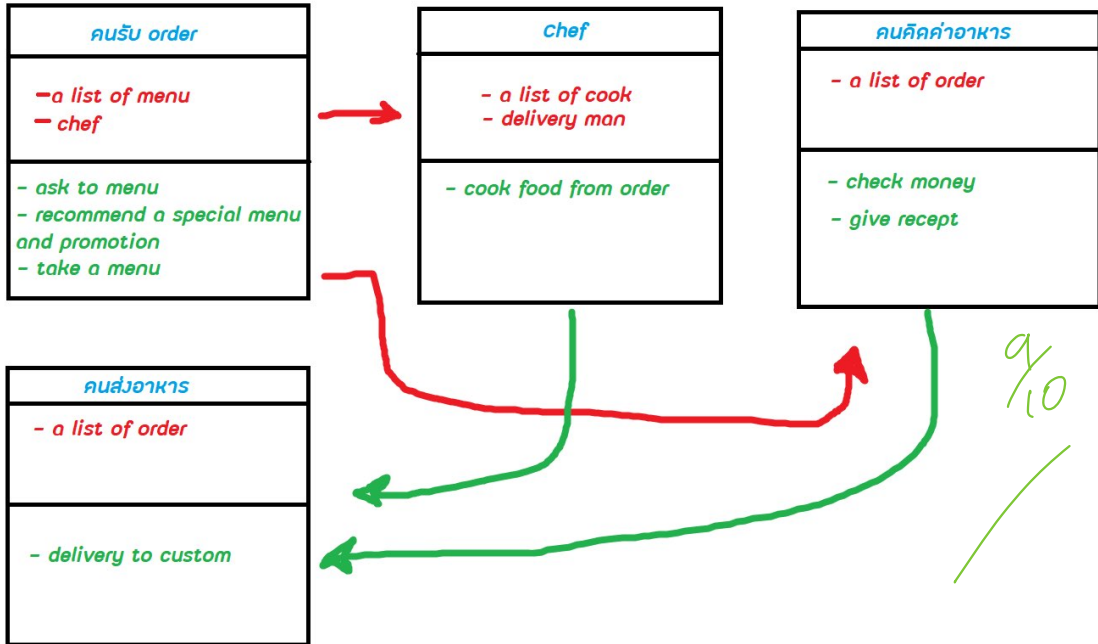 คนรับ order
- a list of menu
- chef
- ask to menu
- recommend a special menu
and promotion
- take a menu
Chef
- a list of cook
- delivery man
- cook food from order
คนคิดค่าอาหาร
- a list of order
- check money
- give recept
9/10
คนส่งอาหาร
- a list of order
- delivery to custom